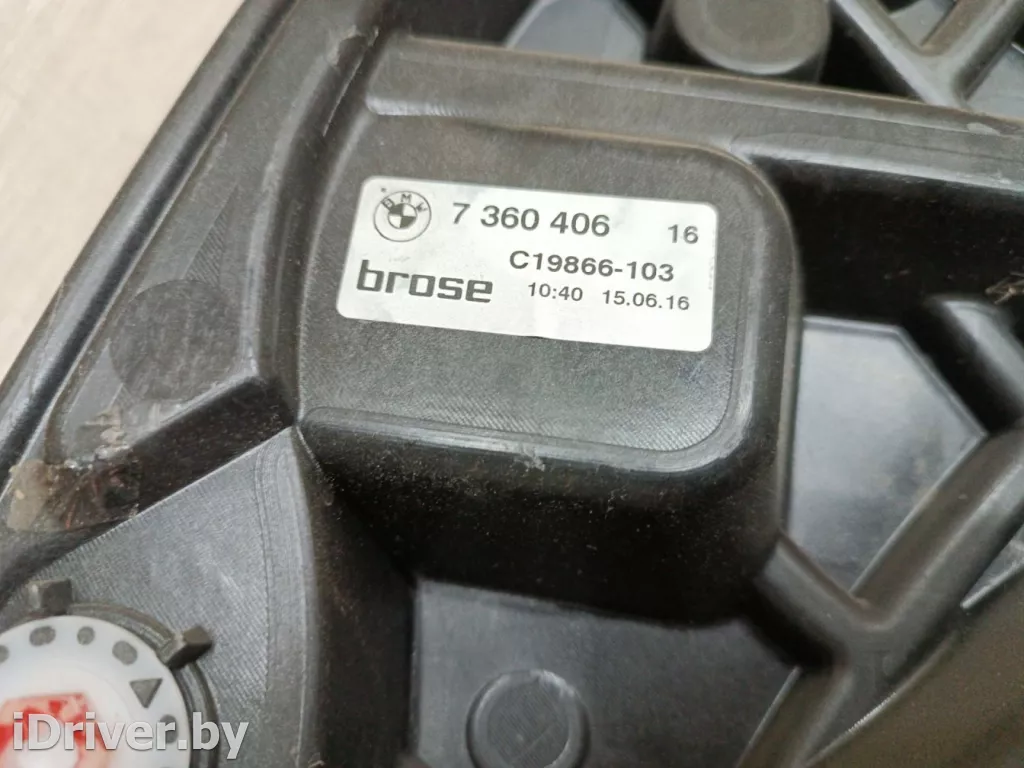 BMW
7 360 406 16
C19866-103
brose 10:40 15.06.16
iDriver.by